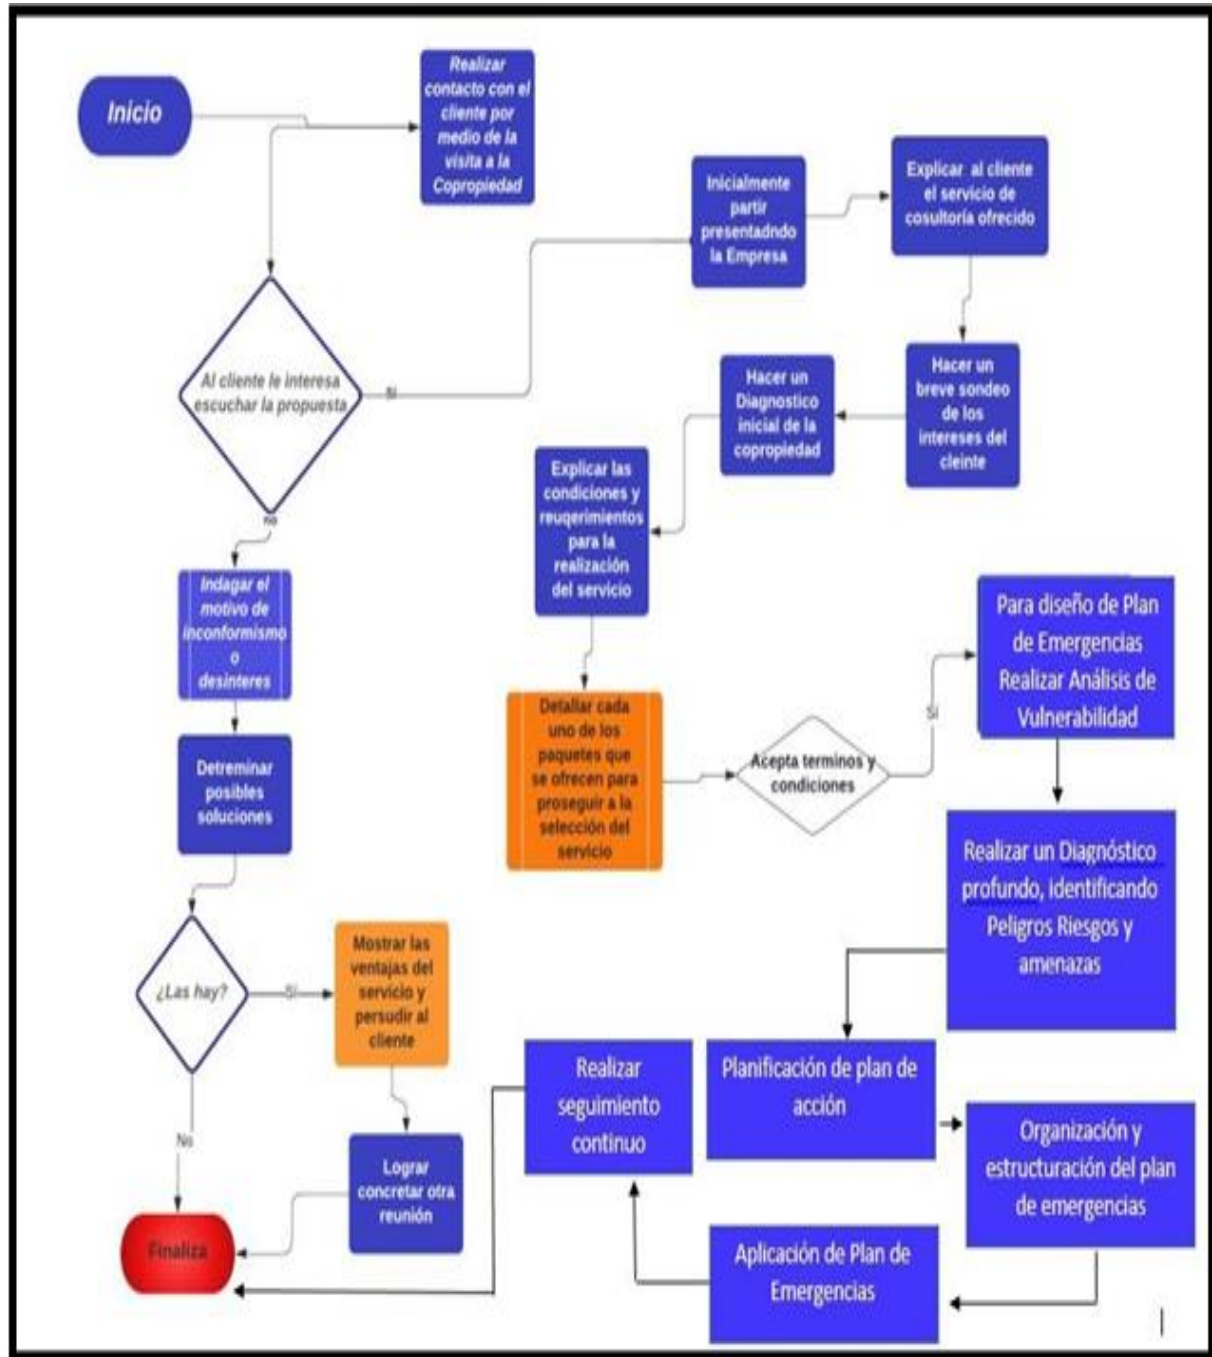 Inicio
Realizar
contacto con el
cliente por
medio de la
visita a la
Copropiedad
Al cliente le interesa
escuchar la propuesta
SI
no
Inicialmente
partir
presentadndo
la Empresa
Explicar al cliente
el servicio de
cosultoría ofrecido
Hacer un
breve sondeo
de los
intereses del
cleinte
Hacer un
Diagnostico
inicial de la
copropiedad
Explicar las
condiciones y
reuqerimientos
para la
realización
del servicio
Detallar cada
uno de los
paquetes que
se ofrecen para
proseguir a la
selección del
servicio
Acepta terminos y
condiciones
SI
Para diseño de Plan
de Emergencias
Realizar Análisis de
Vulnerabilidad
Realizar un Diagnóstico
profundo, identificando
Peligros Riesgos y
amenazas
Planificación de plan de
acción
Organización y
estructuración del plan
de emergencias
Aplicación de Plan de
Emergencias
Realizar
seguimiento
continuo
Indagar el
motivo de
inconformismo
o
desinteres
Detreminar
posibles
soluciones
¿Las hay?
SI
No
Mostrar las
ventajas del
servicio y
persudir al
cliente
Lograr
concretar otra
reunión
Finaliza